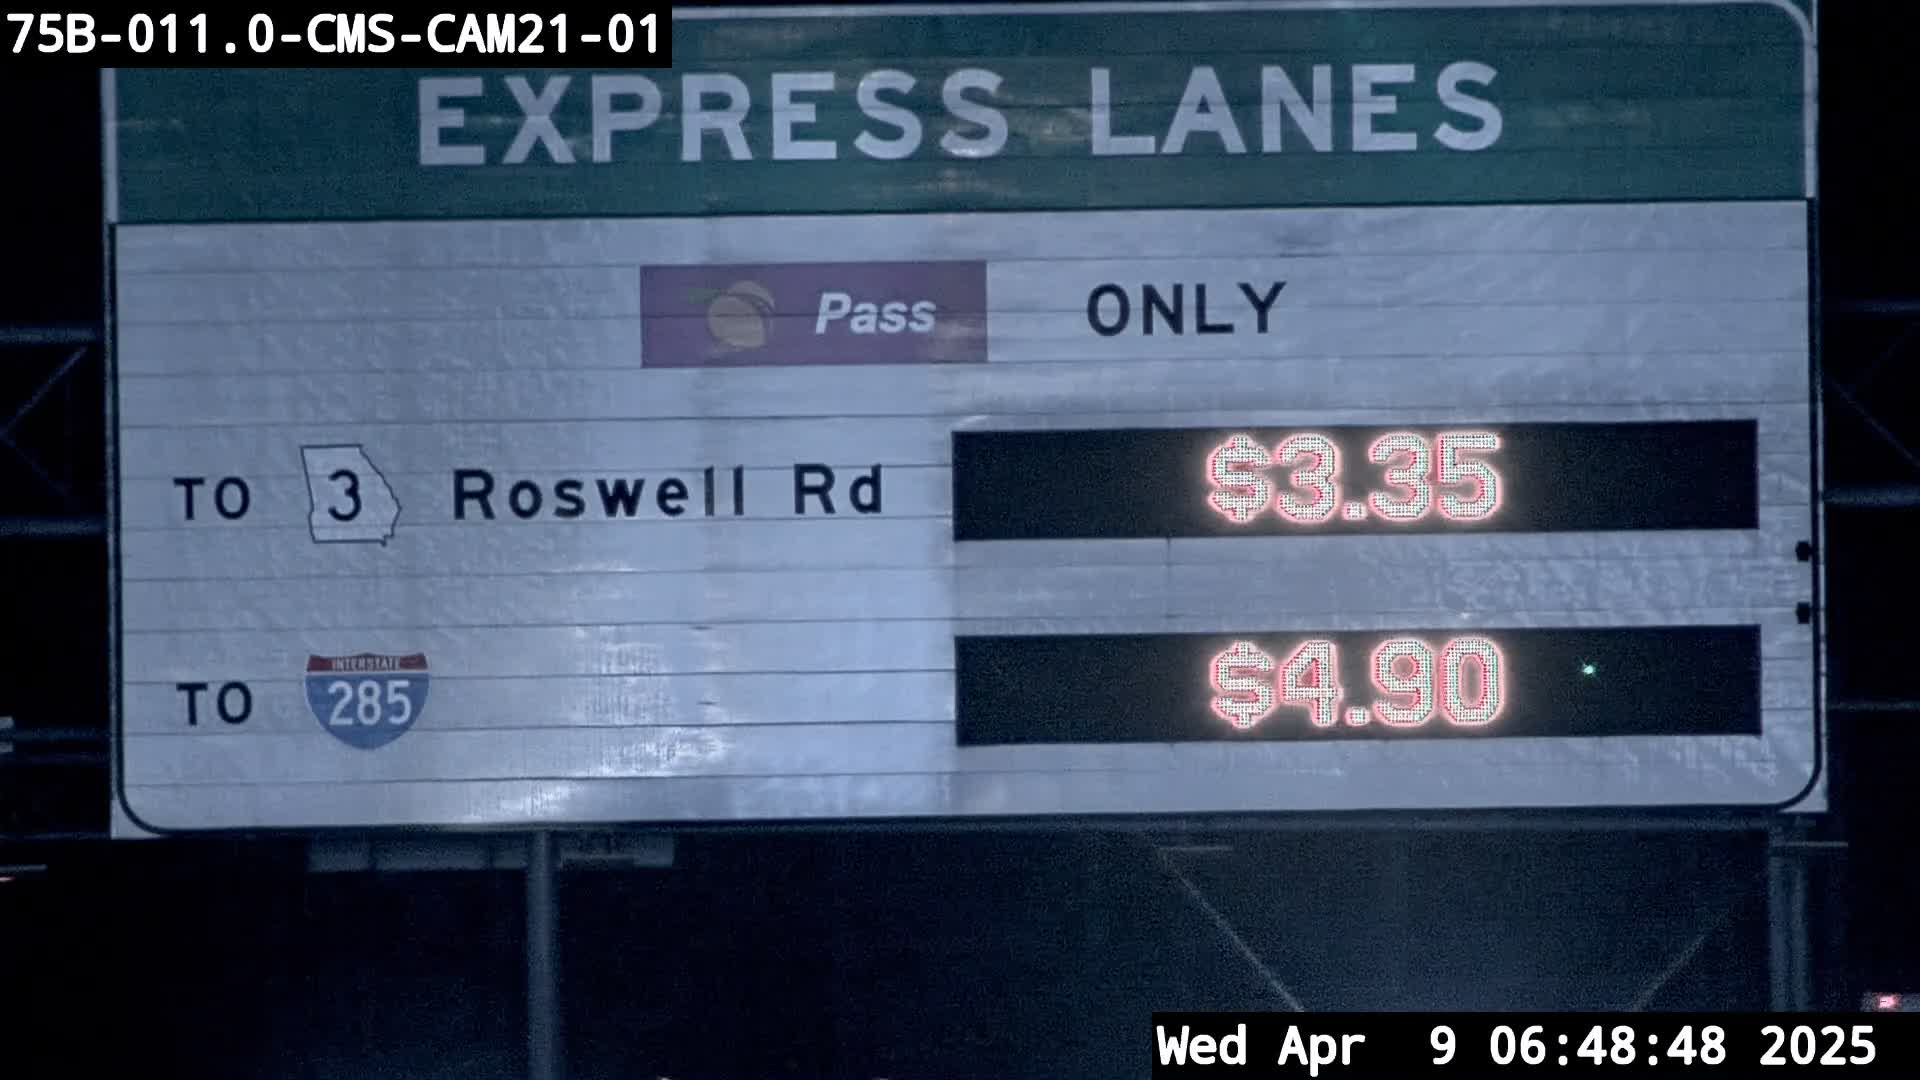 75B-011.0-CMS-CAM21-01
EXPRESS LANES
Pass ONLY
TO 3 Roswell Rd $3.35
INTERSTATE
TO 285 $4.90
Wed Apr 9 06:48:48 2025